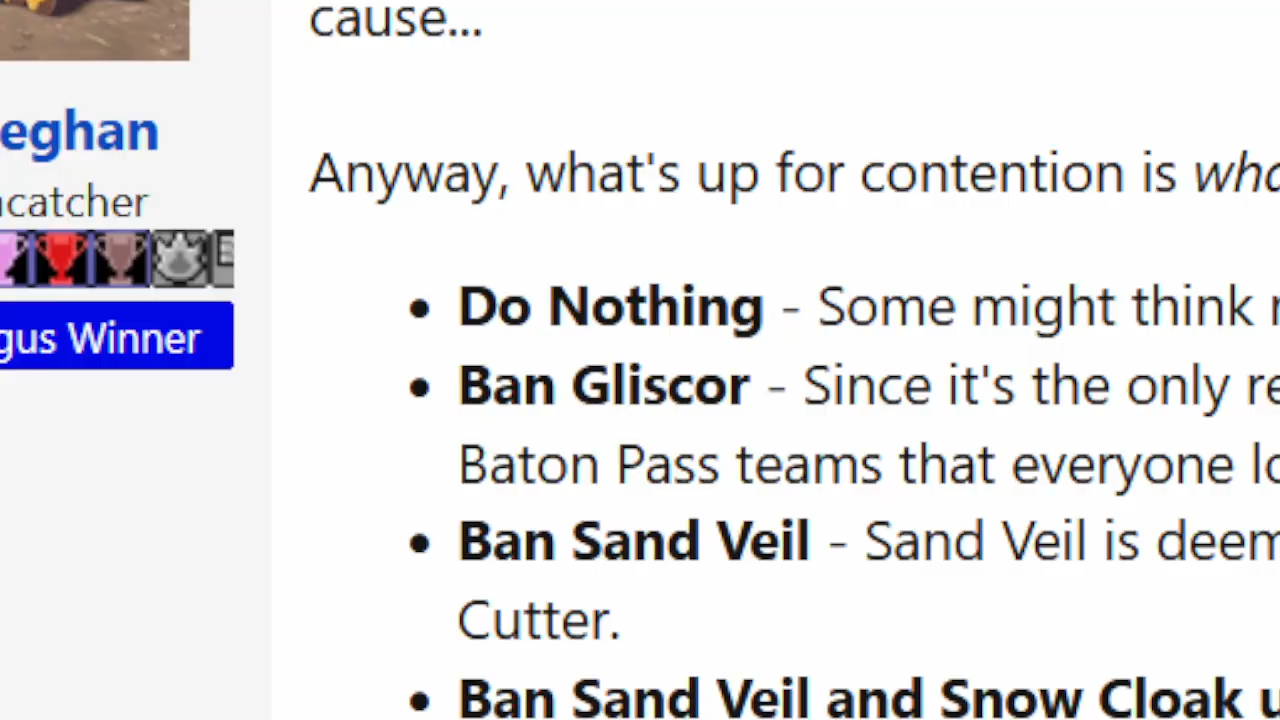 cause...
eghan
catcher
Anyway, what's up for contention is
gus Winner
Do Nothing - Some might think
Ban Gliscor - Since it's the only
Baton Pass teams that everyone
Ban Sand Veil - Sand Veil is
Cutter.
Ban Sand Veil and Snow Cloak